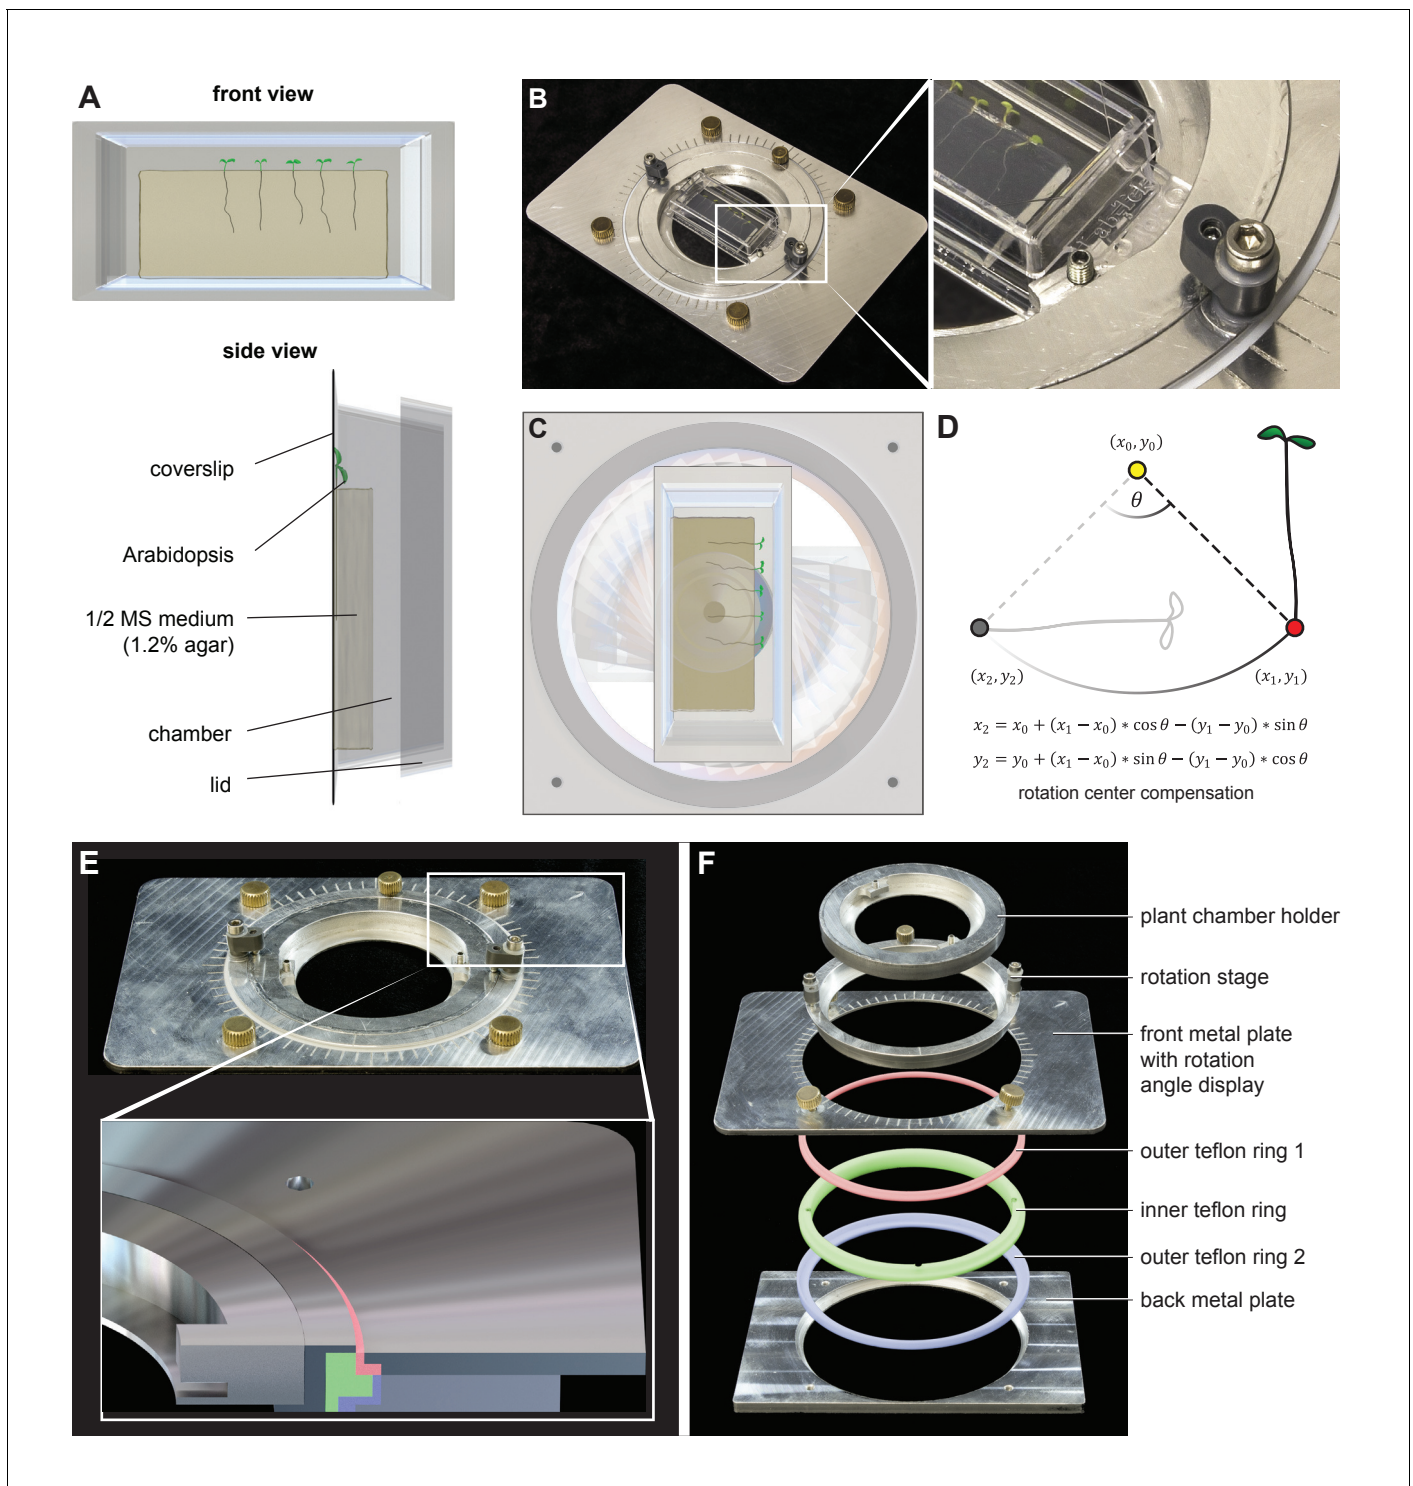 A
front view
side view
coverslip
Arabidopsis
1/2 MS medium
(1.2% agar)
chamber
lid
B
C
D
(x₀, y₀)
θ
(x₂, y₂)
(x₁, y₁)
x₂ = x₀ + (x₁ − x₀) * cos θ − (y₁ − y₀) * sin θ
y₂ = y₀ + (x₁ − x₀) * sin θ − (y₁ − y₀) * cos θ
rotation center compensation
E
F
plant chamber holder
rotation stage
front metal plate
with rotation
angle display
outer teflon ring 1
inner teflon ring
outer teflon ring 2
back metal plate